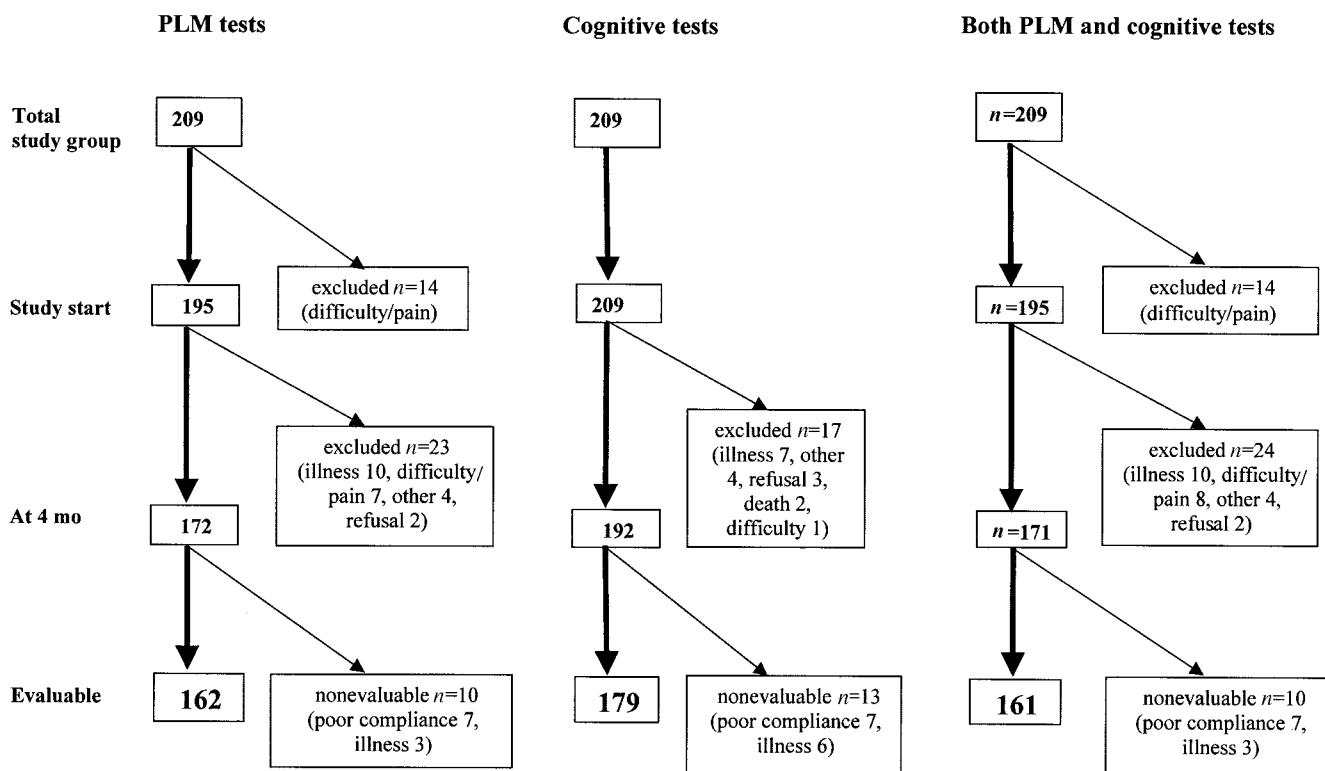 PLM tests
Cognitive tests
Both PLM and cognitive tests
Total
study group
209
209
n=209
excluded n=14
(difficulty/pain)
excluded n=14
(difficulty/pain)
Study start
195
209
n=195
excluded n=23
(illness 10, difficulty/
pain 7, other 4,
refusal 2)
excluded n=17
(illness 7, other
4, refusal 3,
death 2,
difficulty 1)
excluded n=24
(illness 10, difficulty/
pain 8, other 4,
refusal 2)
At 4 mo
172
192
n=171
Evaluable
162
nonevaluable n=10
(poor compliance 7,
illness 3)
179
nonevaluable n=13
(poor compliance 7,
illness 6)
161
nonevaluable n=10
(poor compliance 7,
illness 3)